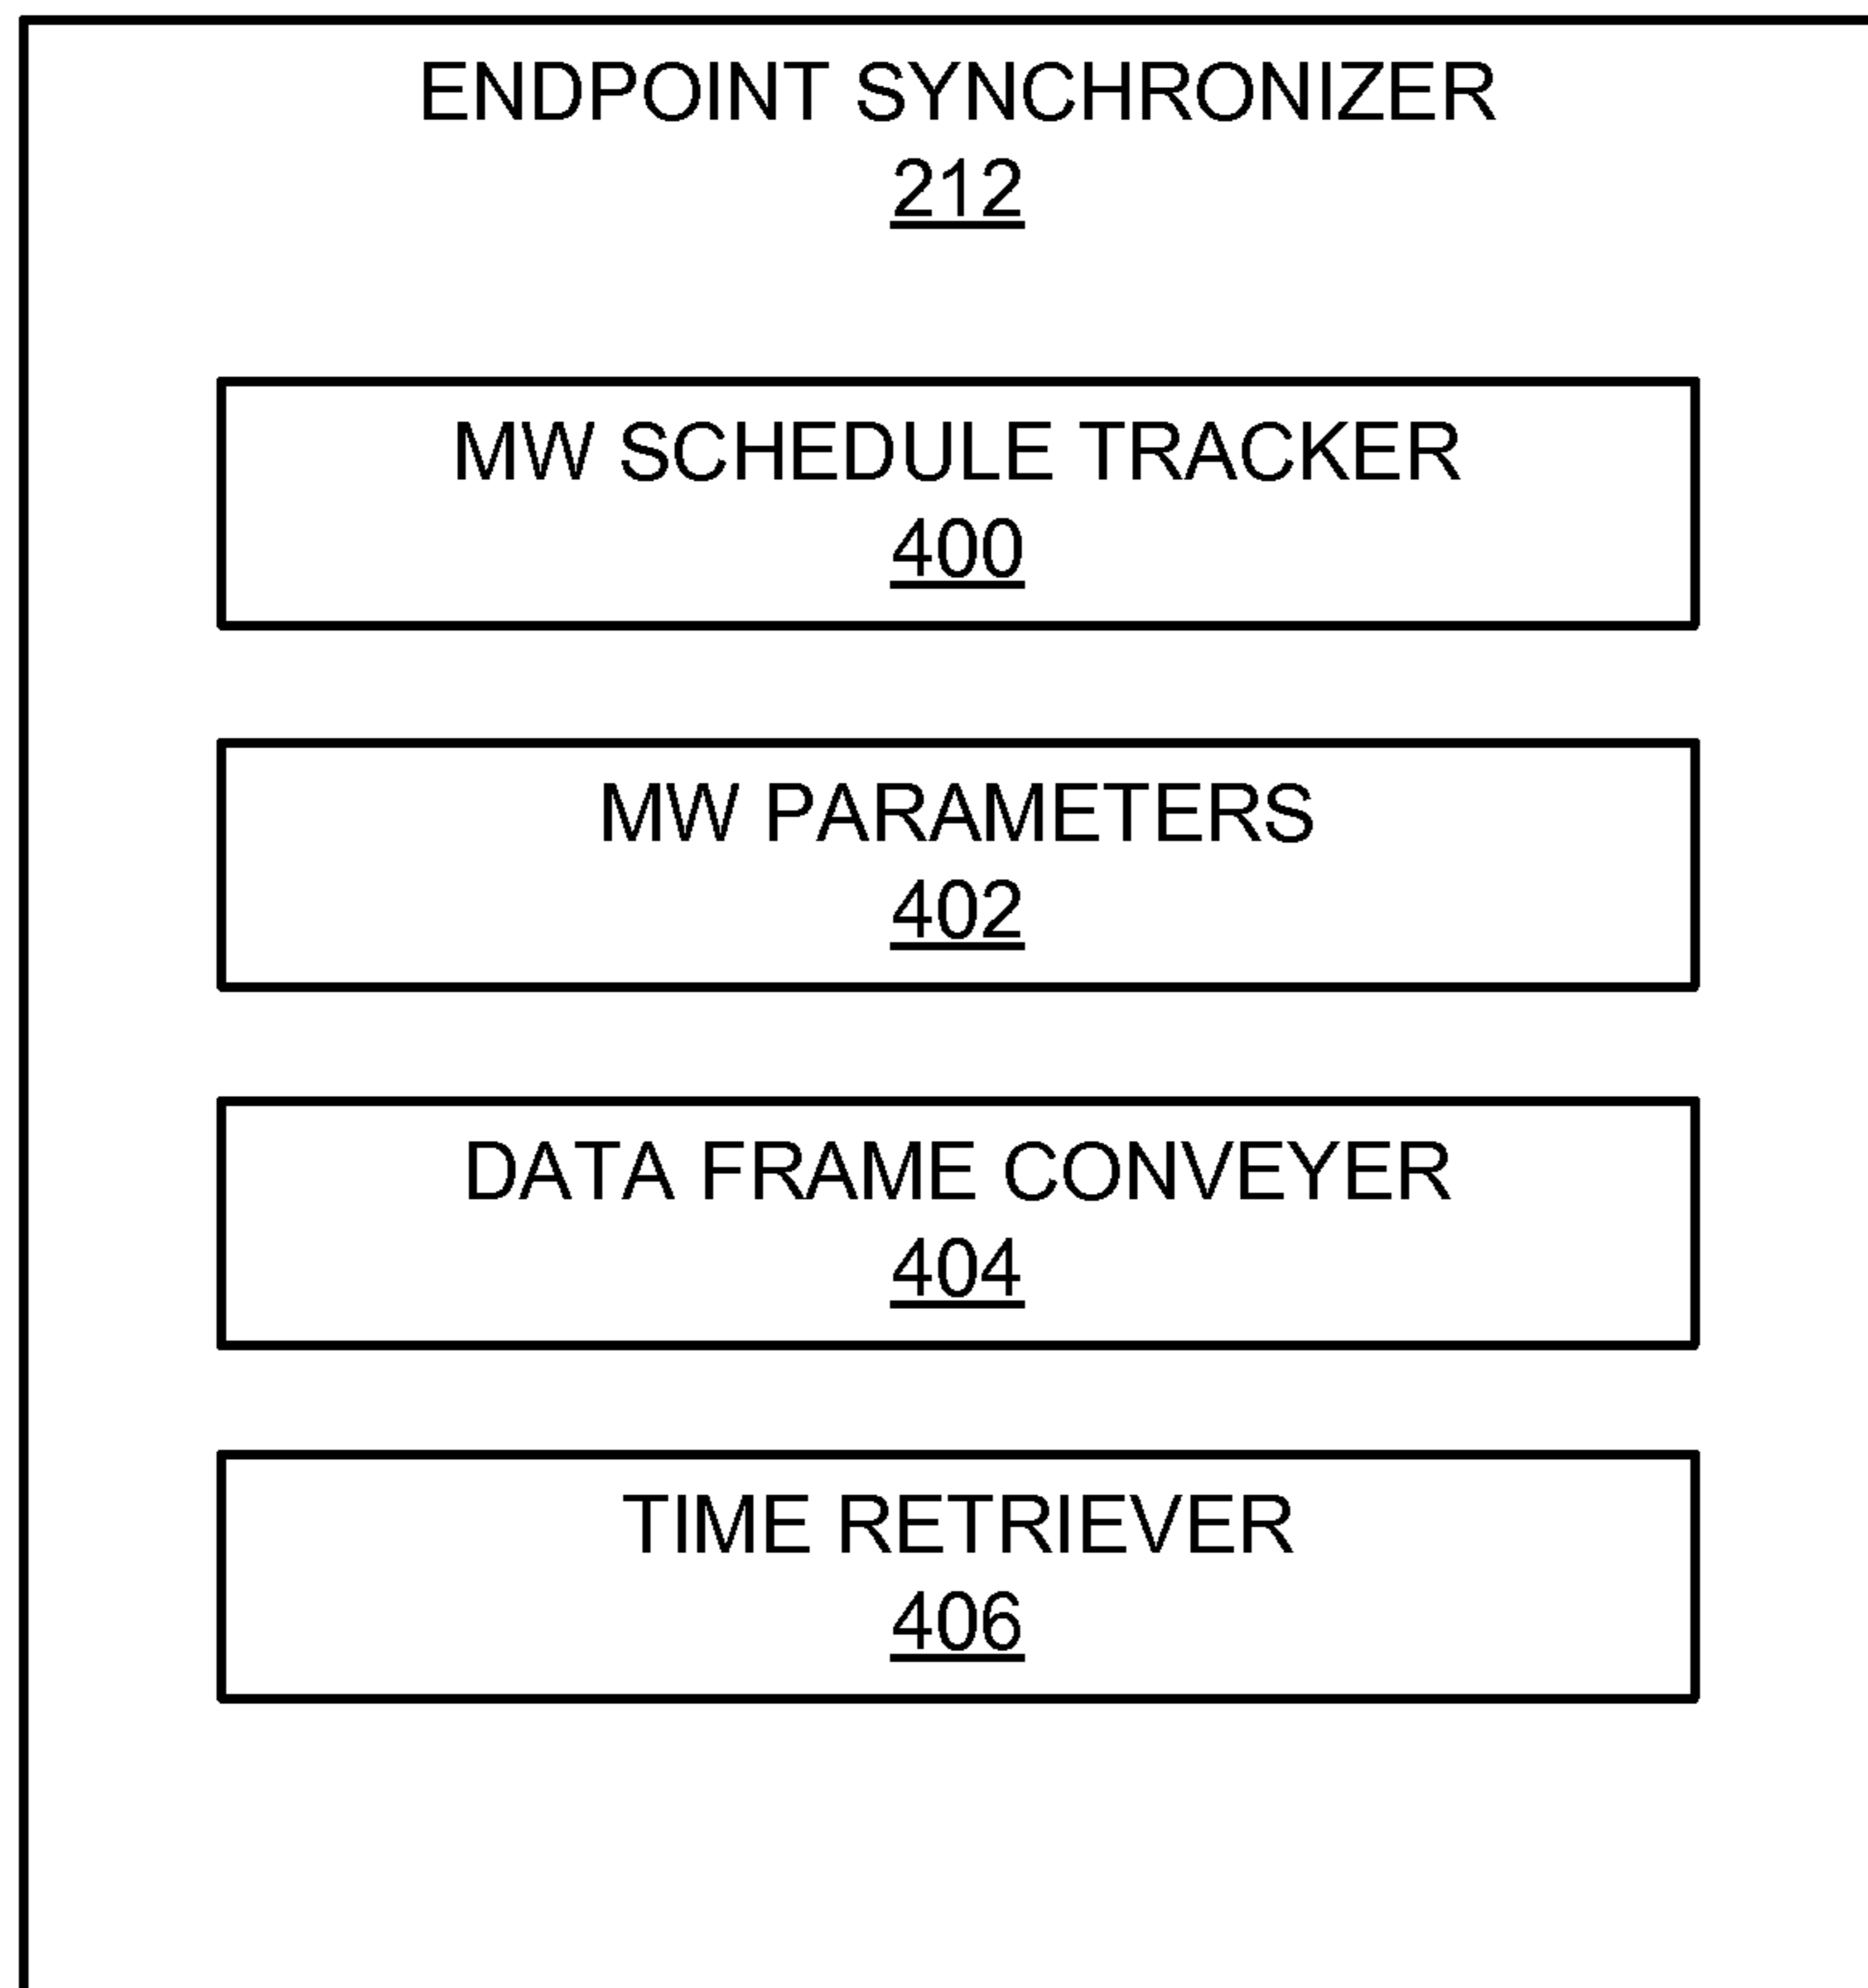 ENDPOINT SYNCHRONIZER
212
MW SCHEDULE TRACKER
400
MW PARAMETERS
402
DATA FRAME CONVEYER
404
TIME RETRIEVER
406